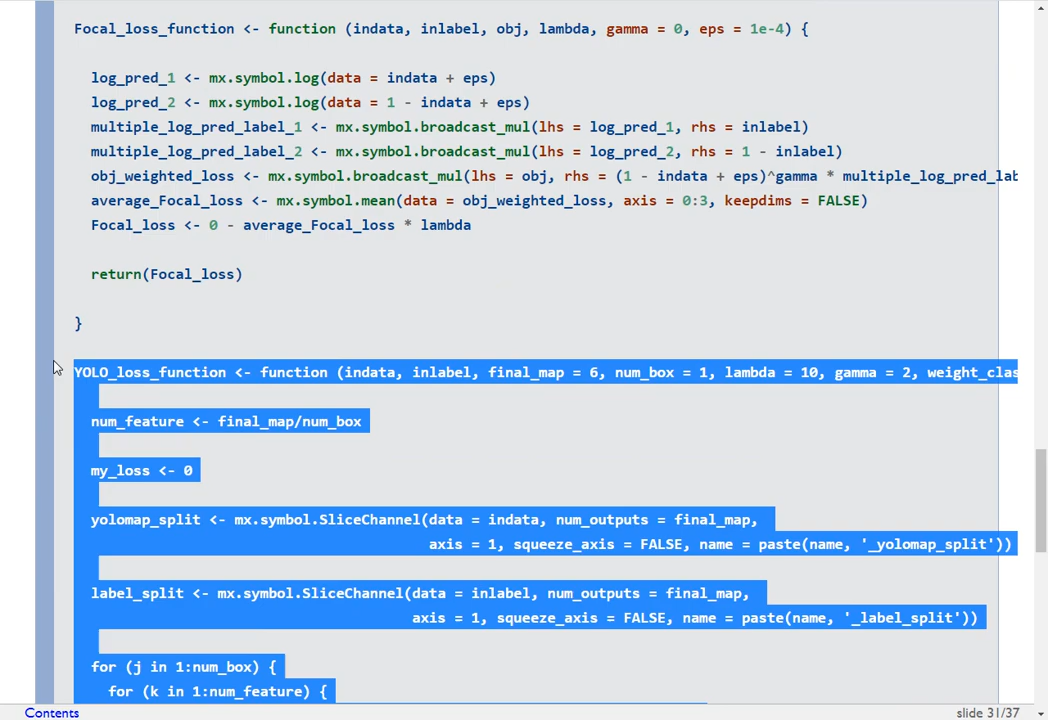 Focal_loss_function <- function (indata, inlabel, obj, lambda, gamma = 0, eps = 1e-4) {
log_pred_1 <- mx.symbol.log(data = indata + eps)
log_pred_2 <- mx.symbol.log(data = 1 - indata + eps)
multiple_log_pred_label_1 <- mx.symbol.broadcast_mul(lhs = log_pred_1, rhs = inlabel)
multiple_log_pred_label_2 <- mx.symbol.broadcast_mul(lhs = log_pred_2, rhs = 1 - inlabel)
obj_weighted_loss <- mx.symbol.broadcast_mul(lhs = obj, rhs = (1 - indata + eps)^gamma * multiple_log_pred_lab
average_Focal_loss <- mx.symbol.mean(data = obj_weighted_loss, axis = 0:3, keepdims = FALSE)
Focal_loss <- 0 - average_Focal_loss * lambda
return(Focal_loss)
}
YOLO_loss_function <- function (indata, inlabel, final_map = 6, num_box = 1, lambda = 10, gamma = 2, weight_clas
num_feature <- final_map/num_box
my_loss <- 0
yolomap_split <- mx.symbol.SliceChannel(data = indata, num_outputs = final_map,
axis = 1, squeeze_axis = FALSE, name = paste(name, '_yolomap_split'))
label_split <- mx.symbol.SliceChannel(data = inlabel, num_outputs = final_map,
axis = 1, squeeze_axis = FALSE, name = paste(name, '_label_split'))
for (j in 1:num_box) {
for (k in 1:num_feature) {
Contents
slide 31/37